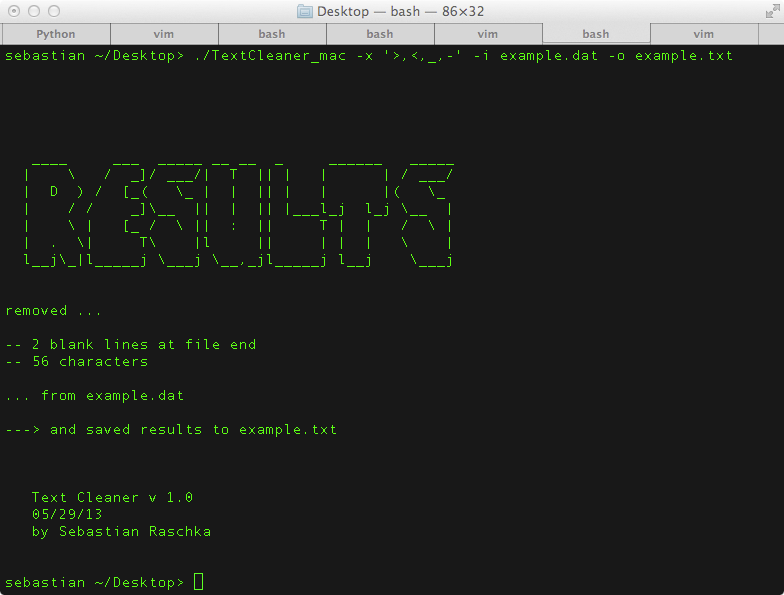 Desktop — bash — 86×32
Python vim bash bash vim bash vim
sebastian ~/Desktop> ./TextCleaner_mac -x '>,<,_,-' -i example.dat -o example.txt
RESULTS
removed ...
-- 2 blank lines at file end
-- 56 characters
... from example.dat
---> and saved results to example.txt
Text Cleaner v 1.0
05/29/13
by Sebastian Raschka
sebastian ~/Desktop>